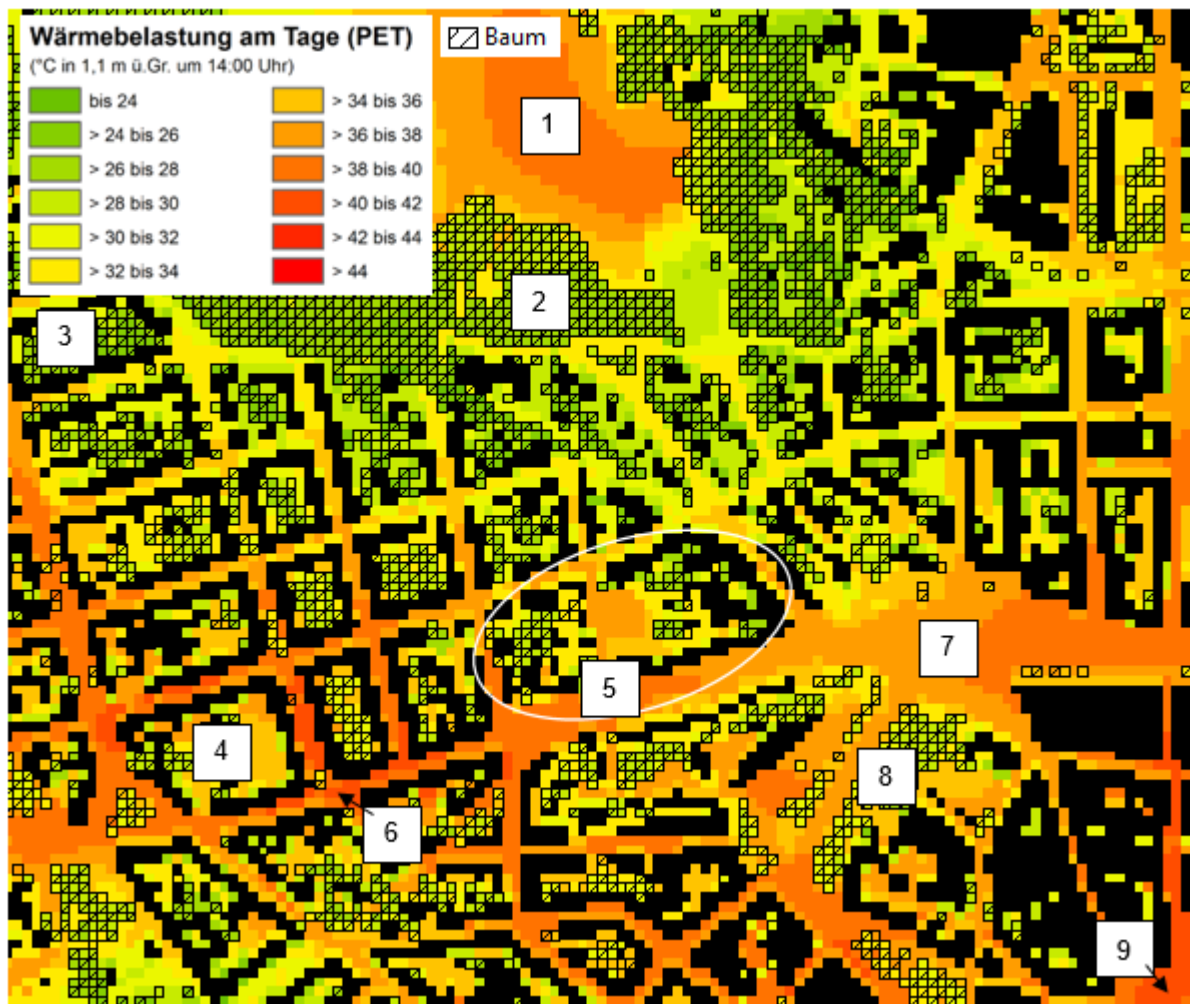 Wärmebelastung am Tage (PET)
(°C in 1,1 m ü.Gr. um 14:00 Uhr)
bis 24
> 24 bis 26
> 26 bis 28
> 28 bis 30
> 30 bis 32
> 32 bis 34
> 34 bis 36
> 36 bis 38
> 38 bis 40
> 40 bis 42
> 42 bis 44
> 44
Baum
1
2
3
4
5
6
7
8
9